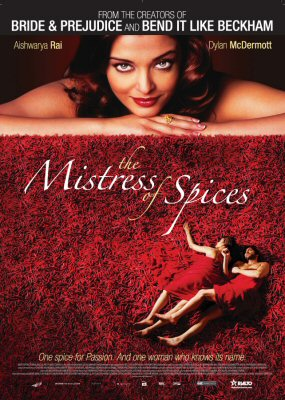 FROM THE CREATORS OF
BRIDE & PREJUDICE AND BEND IT LIKE BECKHAM
Aishwarya Rai
Dylan McDermott
the
Mistress
of Spices
One spice for Passion. And one woman who knows its name.
RIALTO